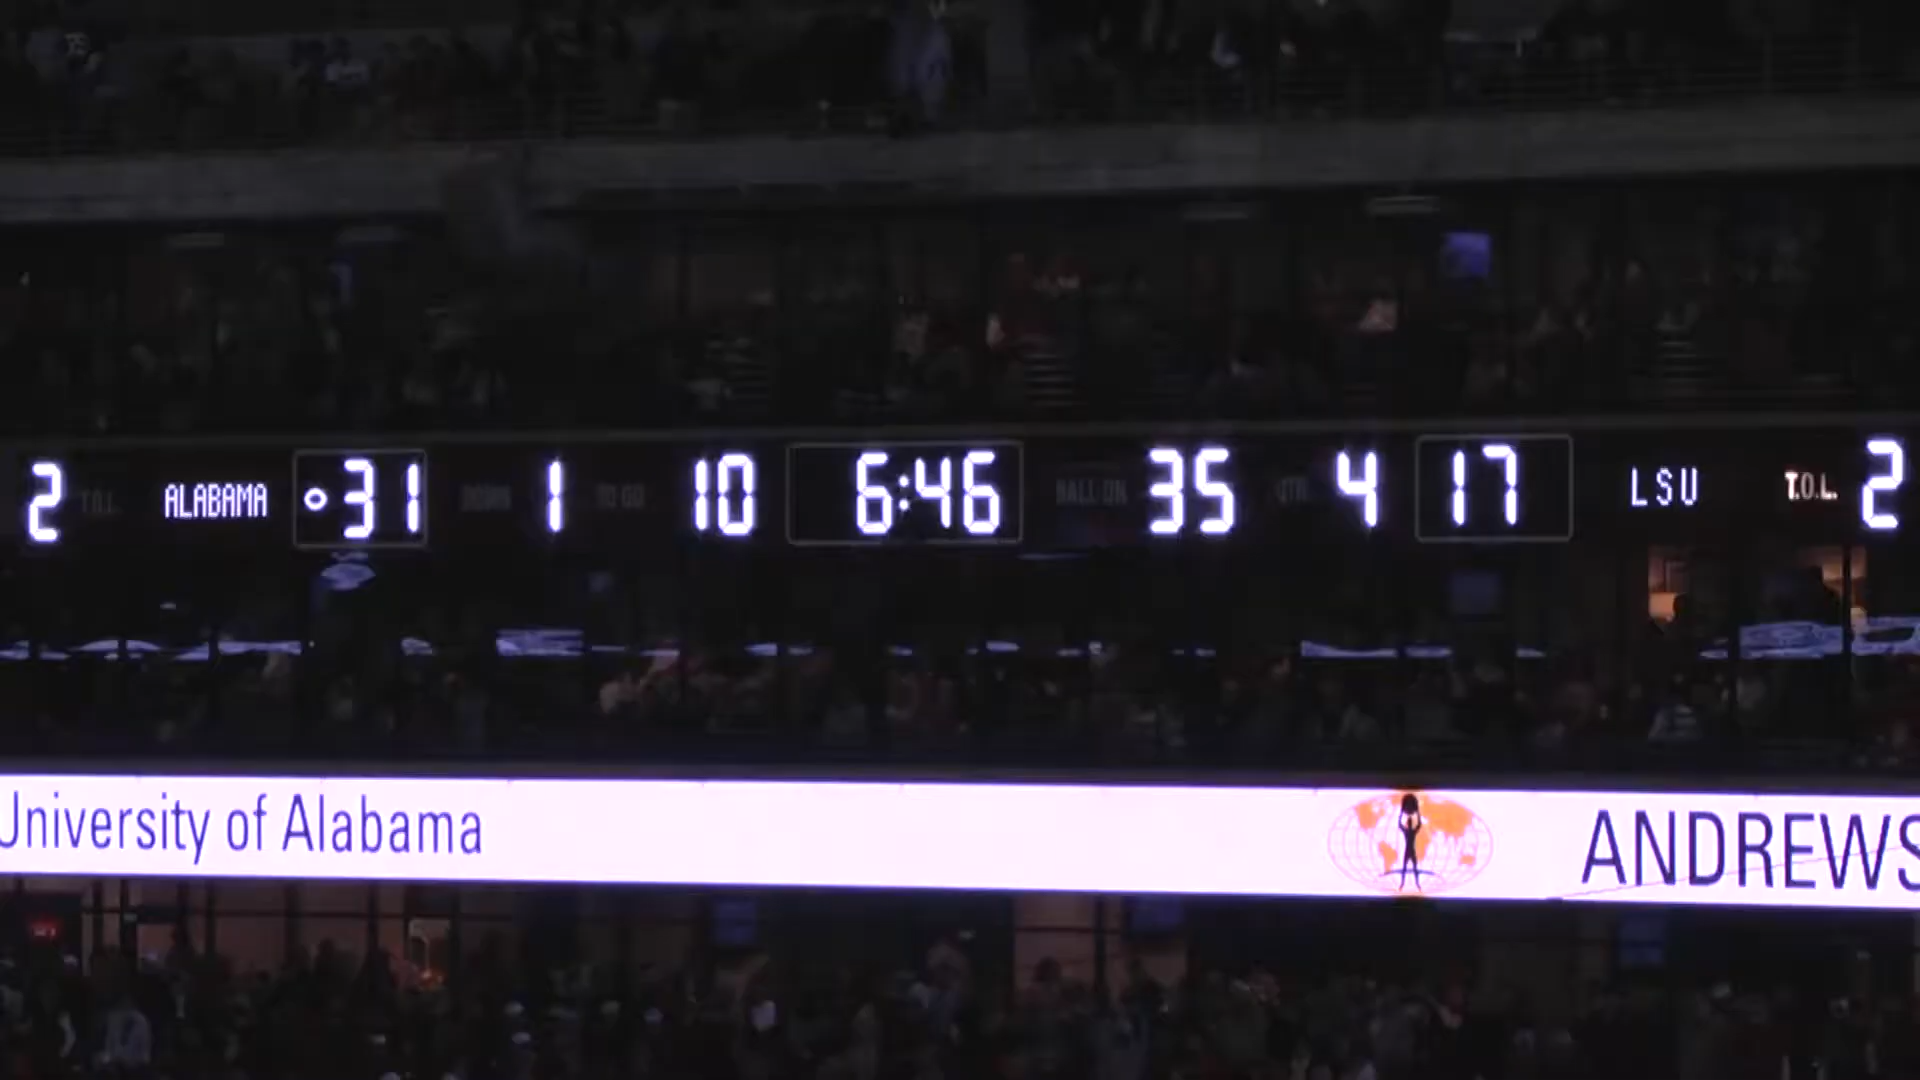 2 T.O.L. ALABAMA 31 DOWN 1 TO GO 10 6:46 BALL ON 35 QTR 4 17 LSU T.O.L. 2
University of Alabama ANDREWS